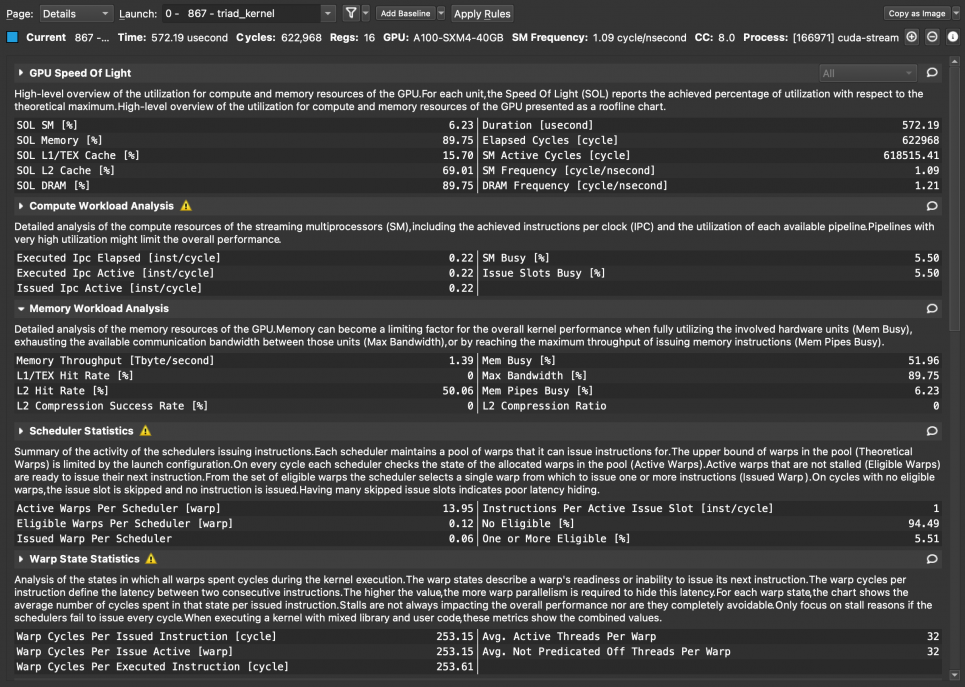 Page: Details Launch: 0 - 867 - triad_kernel Add Baseline Apply Rules Copy as Image
Current 867 -... Time: 572.19 usecond Cycles: 622,968 Regs: 16 GPU: A100-SXM4-40GB SM Frequency: 1.09 cycle/nsecond CC: 8.0 Process: [166971] cuda-stream
GPU Speed Of Light All
High-level overview of the utilization for compute and memory resources of the GPU.For each unit,the Speed Of Light (SOL) reports the achieved percentage of utilization with respect to the
theoretical maximum.High-level overview of the utilization for compute and memory resources of the GPU presented as a roofline chart.
SOL SM [%] 6.23 Duration [usecond] 572.19
SOL Memory [%] 89.75 Elapsed Cycles [cycle] 622968
SOL L1/TEX Cache [%] 15.70 SM Active Cycles [cycle] 618515.41
SOL L2 Cache [%] 69.01 SM Frequency [cycle/nsecond] 1.09
SOL DRAM [%] 89.75 DRAM Frequency [cycle/nsecond] 1.21
Compute Workload Analysis
Detailed analysis of the compute resources of the streaming multiprocessors (SM),including the achieved instructions per clock (IPC) and the utilization of each available pipeline.Pipelines with
very high utilization might limit the overall performance.
Executed Ipc Elapsed [inst/cycle] 0.22 SM Busy [%] 5.50
Executed Ipc Active [inst/cycle] 0.22 Issue Slots Busy [%] 5.50
Issued Ipc Active [inst/cycle] 0.22
Memory Workload Analysis
Detailed analysis of the memory resources of the GPU.Memory can become a limiting factor for the overall kernel performance when fully utilizing the involved hardware units (Mem Busy),
exhausting the available communication bandwidth between those units (Max Bandwidth),or by reaching the maximum throughput of issuing memory instructions (Mem Pipes Busy).
Memory Throughput [Tbyte/second] 1.39 Mem Busy [%] 51.96
L1/TEX Hit Rate [%] 0 Max Bandwidth [%] 89.75
L2 Hit Rate [%] 50.06 Mem Pipes Busy [%] 6.23
L2 Compression Success Rate [%] 0 L2 Compression Ratio 0
Scheduler Statistics
Summary of the activity of the schedulers issuing instructions.Each scheduler maintains a pool of warps that it can issue instructions for.The upper bound of warps in the pool (Theoretical
Warps) is limited by the launch configuration.On every cycle each scheduler checks the state of the allocated warps in the pool (Active Warps).Active warps that are not stalled (Eligible Warps)
are ready to issue their next instruction.From the set of eligible warps the scheduler selects a single warp from which to issue one or more instructions (Issued Warp).On cycles with no eligible
warps,the issue slot is skipped and no instruction is issued.Having many skipped issue slots indicates poor latency hiding.
Active Warps Per Scheduler [warp] 13.95 Instructions Per Active Issue Slot [inst/cycle] 1
Eligible Warps Per Scheduler [warp] 0.12 No Eligible [%] 94.49
Issued Warp Per Scheduler 0.06 One or More Eligible [%] 5.51
Warp State Statistics
Analysis of the states in which all warps spent cycles during the kernel execution.The warp states describe a warp's readiness or inability to issue its next instruction.The warp cycles per
instruction define the latency between two consecutive instructions.The higher the value,the more warp parallelism is required to hide this latency.For each warp state,the chart shows the
average number of cycles spent in that state per issued instruction.Stalls are not always impacting the overall performance nor are they completely avoidable.Only focus on stall reasons if the
schedulers fail to issue every cycle.When executing a kernel with mixed library and user code,these metrics show the combined values.
Warp Cycles Per Issued Instruction [cycle] 253.15 Avg. Active Threads Per Warp 32
Warp Cycles Per Issue Active [warp] 253.15 Avg. Not Predicated Off Threads Per Warp 32
Warp Cycles Per Executed Instruction [cycle] 253.61